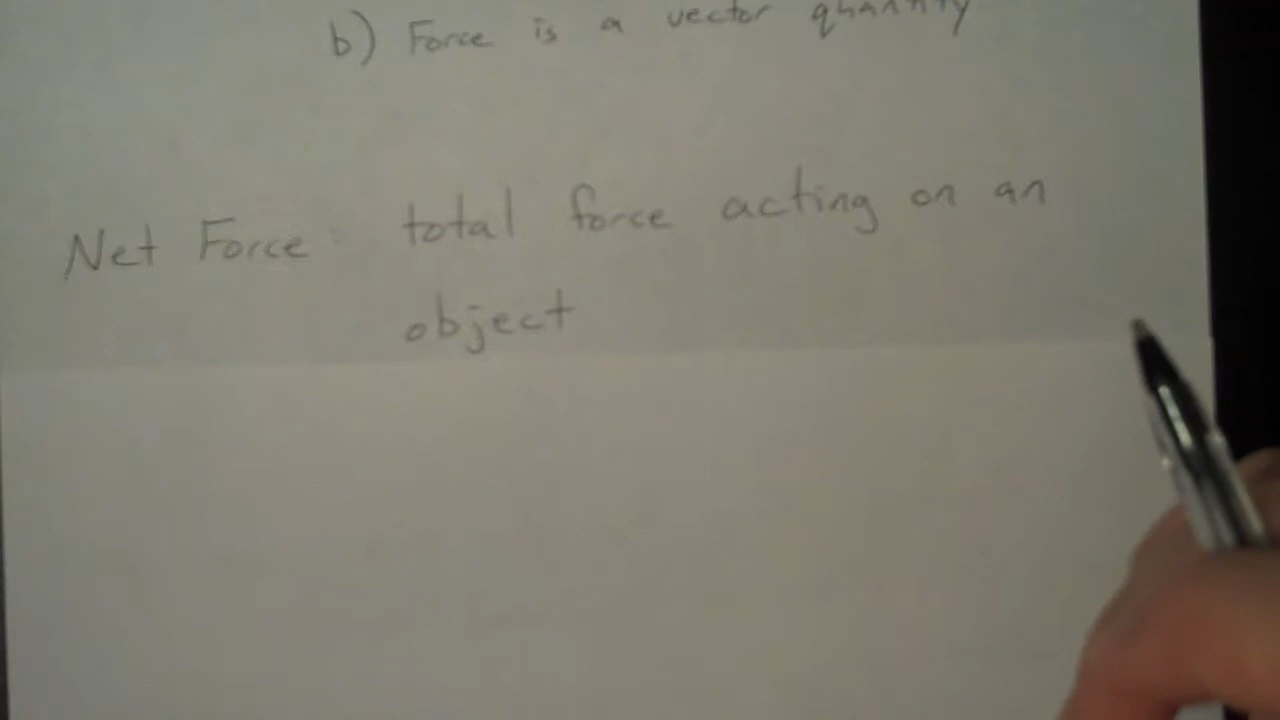 b) Force is a vector quantity
Net Force: total force acting on an
object